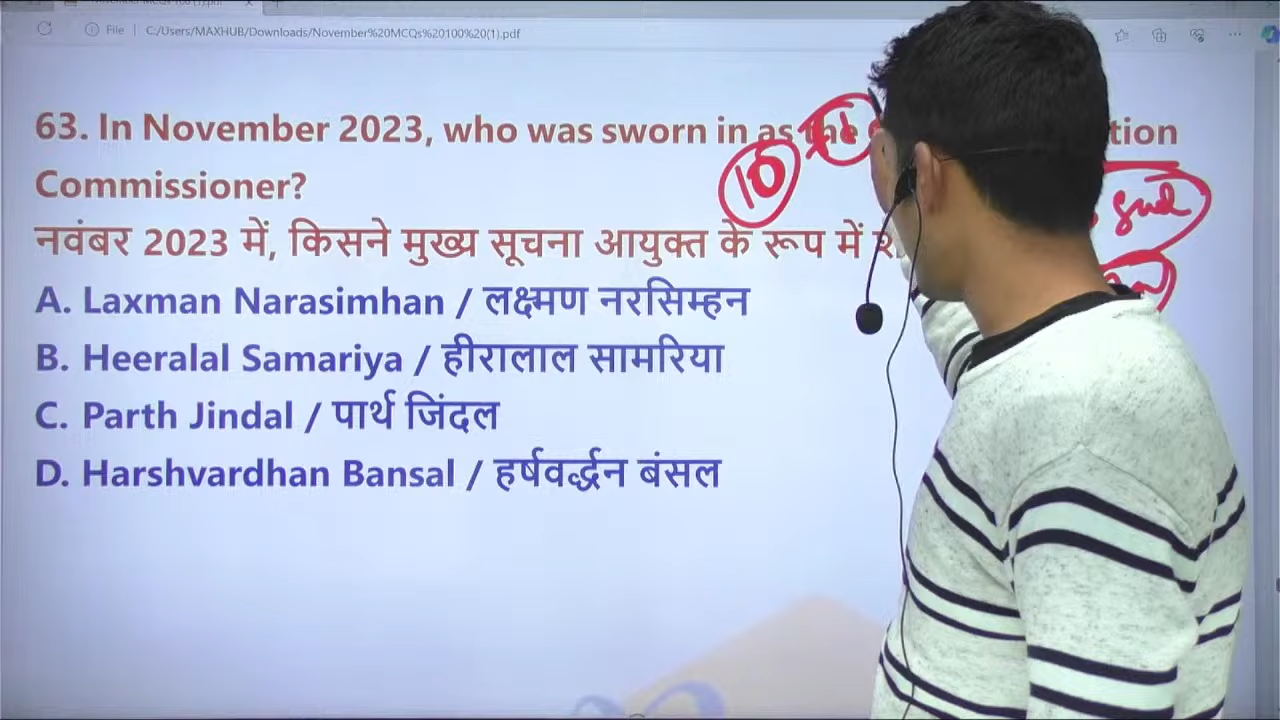 File C:/Users/MAXHUB/Downloads/November%20MCQs%20100%20(1).pdf
63. In November 2023, who was sworn in as the
Commissioner?
नवंबर 2023 में, किसने मुख्य सूचना आयुक्त के रूप में
A. Laxman Narasimhan / लक्ष्मण नरसिम्हन
B. Heeralal Samariya / हीरालाल सामरिया
C. Parth Jindal / पार्थ जिंदल
D. Harshvardhan Bansal / हर्षवर्द्धन बंसल
10